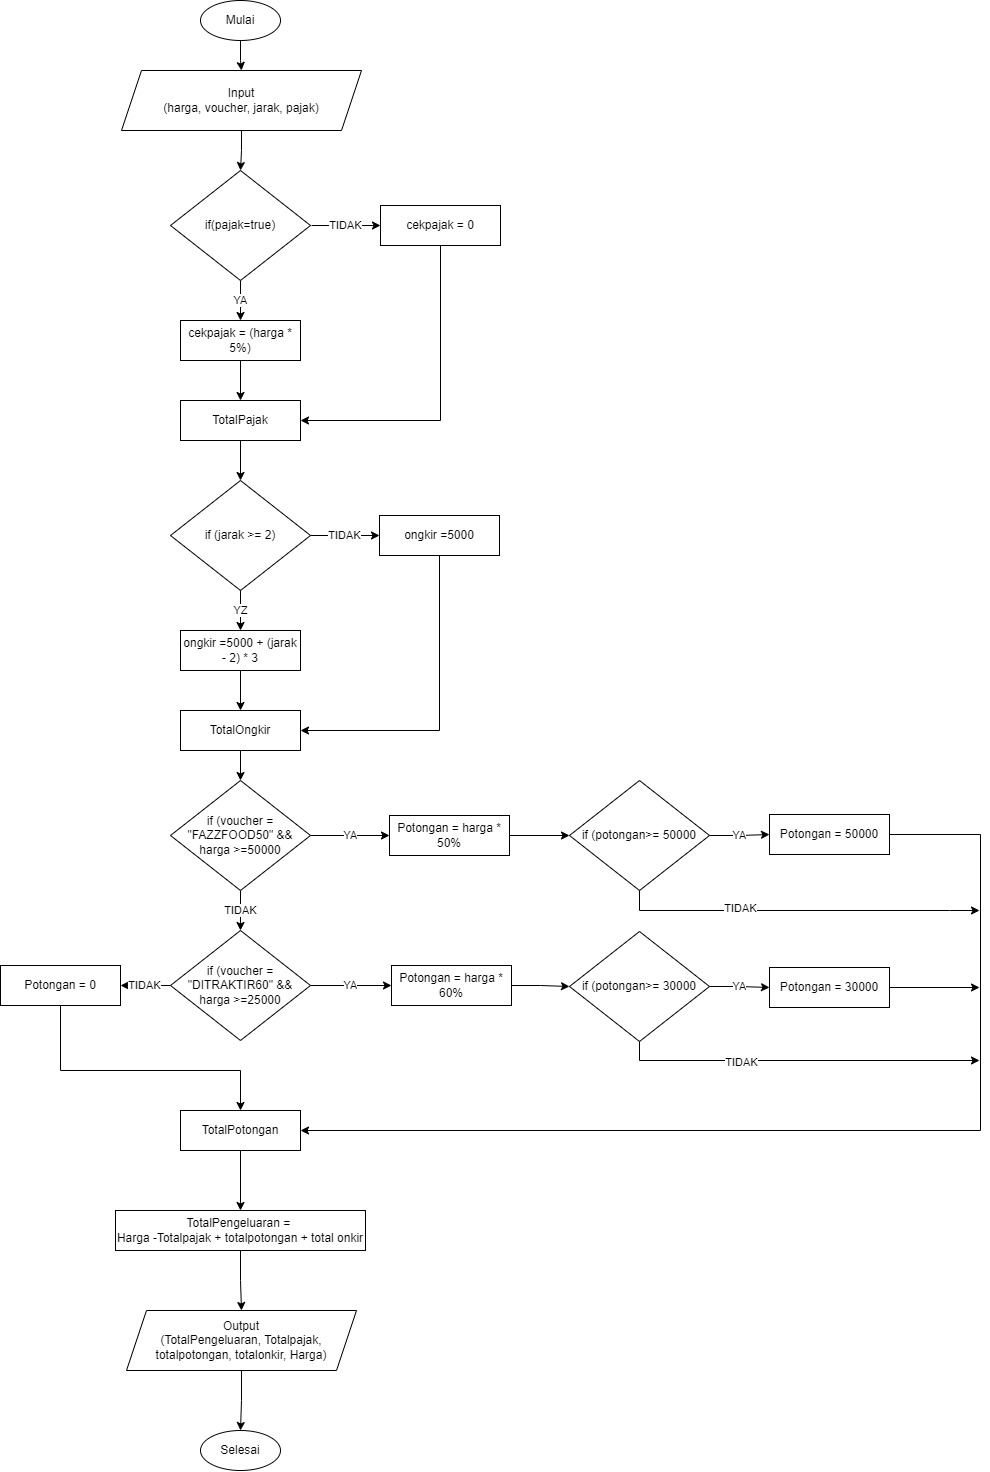 Mulai
Input
(harga, voucher, jarak, pajak)
if(pajak=true)
TIDAK
cekpajak = 0
YA
cekpajak = (harga *
5%)
TotalPajak
if (jarak >= 2)
TIDAK
ongkir =5000
YZ
ongkir =5000 + (jarak
- 2) * 3
TotalOngkir
if (voucher =
"FAZZFOOD50" &&
harga >=50000
YA
Potongan = harga *
50%
if (potongan>= 50000
YA
Potongan = 50000
TIDAK
TIDAK
if (voucher =
"DITRAKTIR60" &&
harga >=25000
TIDAK
Potongan = 0
YA
Potongan = harga *
60%
if (potongan>= 30000
YA
Potongan = 30000
TIDAK
TotalPotongan
TotalPengeluaran =
Harga -Totalpajak + totalpotongan + total onkir
Output
(TotalPengeluaran, Totalpajak,
totalpotongan, totalonkir, Harga)
Selesai